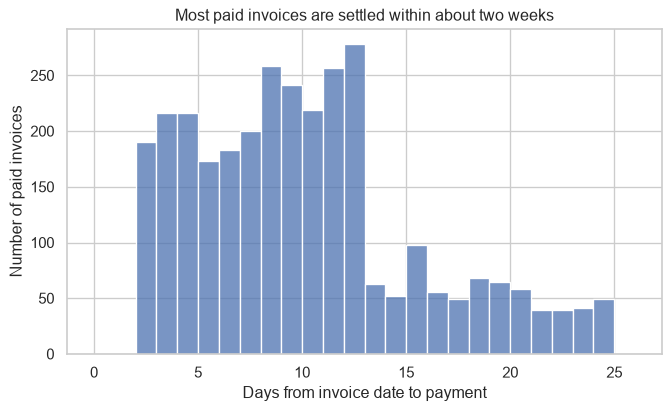 Most paid invoices are settled within about two weeks
Number of paid invoices
250
200
150
100
50
0
0 5 10 15 20 25
Days from invoice date to payment